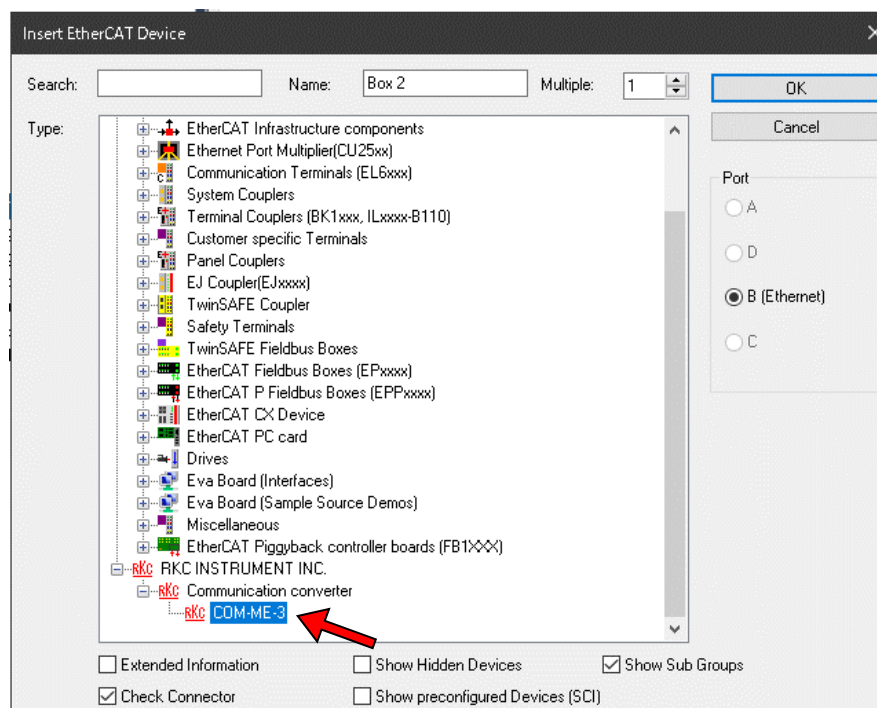 Insert EtherCAT Device
Search: Name: Box 2 Multiple: 1 OK
Type: Cancel
EtherCAT Infrastructure components
Ethernet Port Multiplier(CU25xx)
Communication Terminals (EL6xxx)
System Couplers
Terminal Couplers (BK1xxx, ILxxxx-B110)
Customer specific Terminals
Panel Couplers
EJ Coupler(EJxxxx)
TwinSAFE Coupler
Safety Terminals
TwinSAFE Fieldbus Boxes
EtherCAT Fieldbus Boxes (EPxxxx)
EtherCAT P Fieldbus Boxes (EPPxxxx)
EtherCAT CX Device
EtherCAT PC card
Drives
Eva Board (Interfaces)
Eva Board (Sample Source Demos)
Miscellaneous
EtherCAT Piggyback controller boards (FB1XXX)
RKC RKC INSTRUMENT INC.
RKC Communication converter
RKC COM-ME-3
Port
A
D
B (Ethernet)
C
Extended Information Show Hidden Devices Show Sub Groups
Check Connector Show preconfigured Devices (SCI)